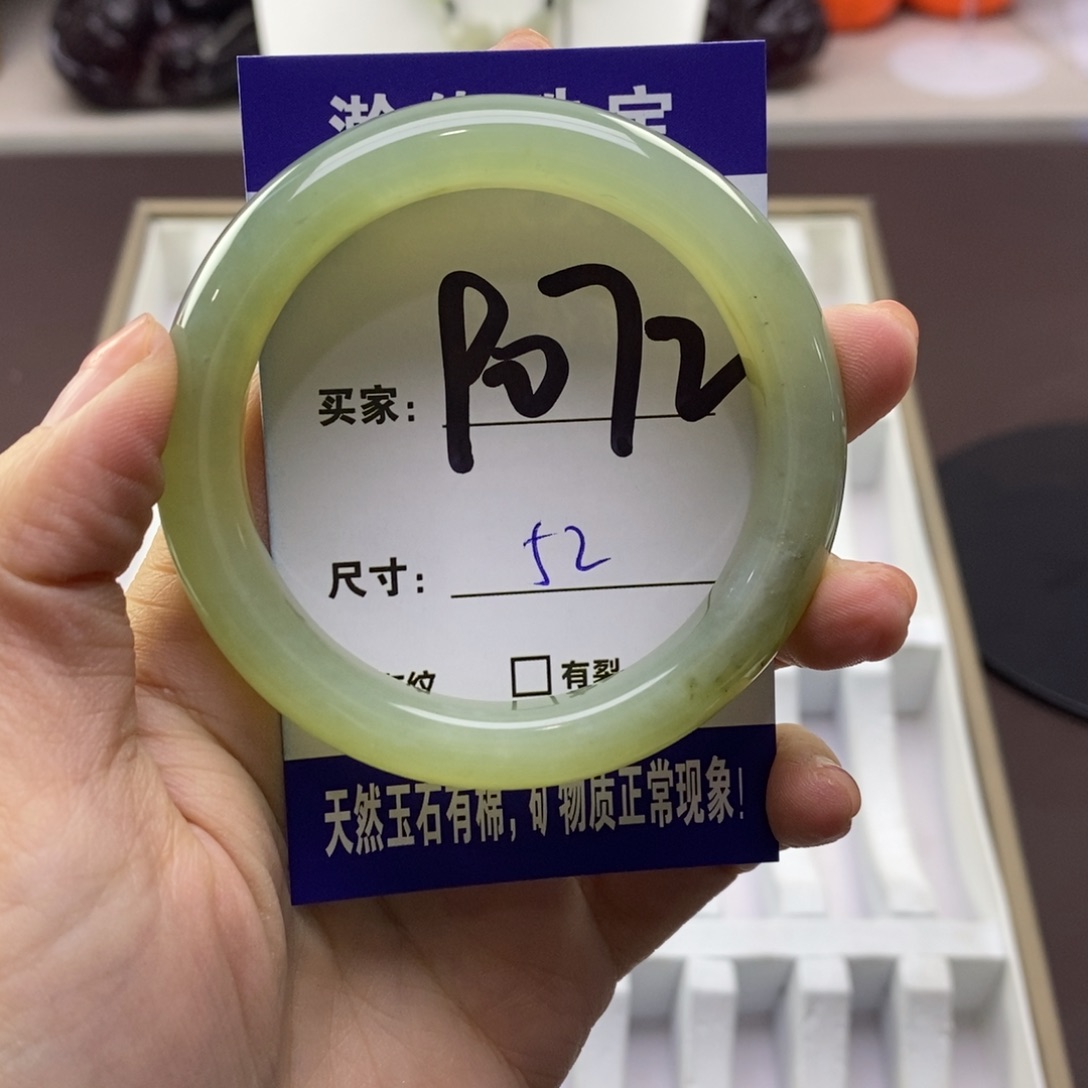 买家：P072
尺寸：52
纹 □ 有裂
天然玉石有棉，矿物质正常现象！